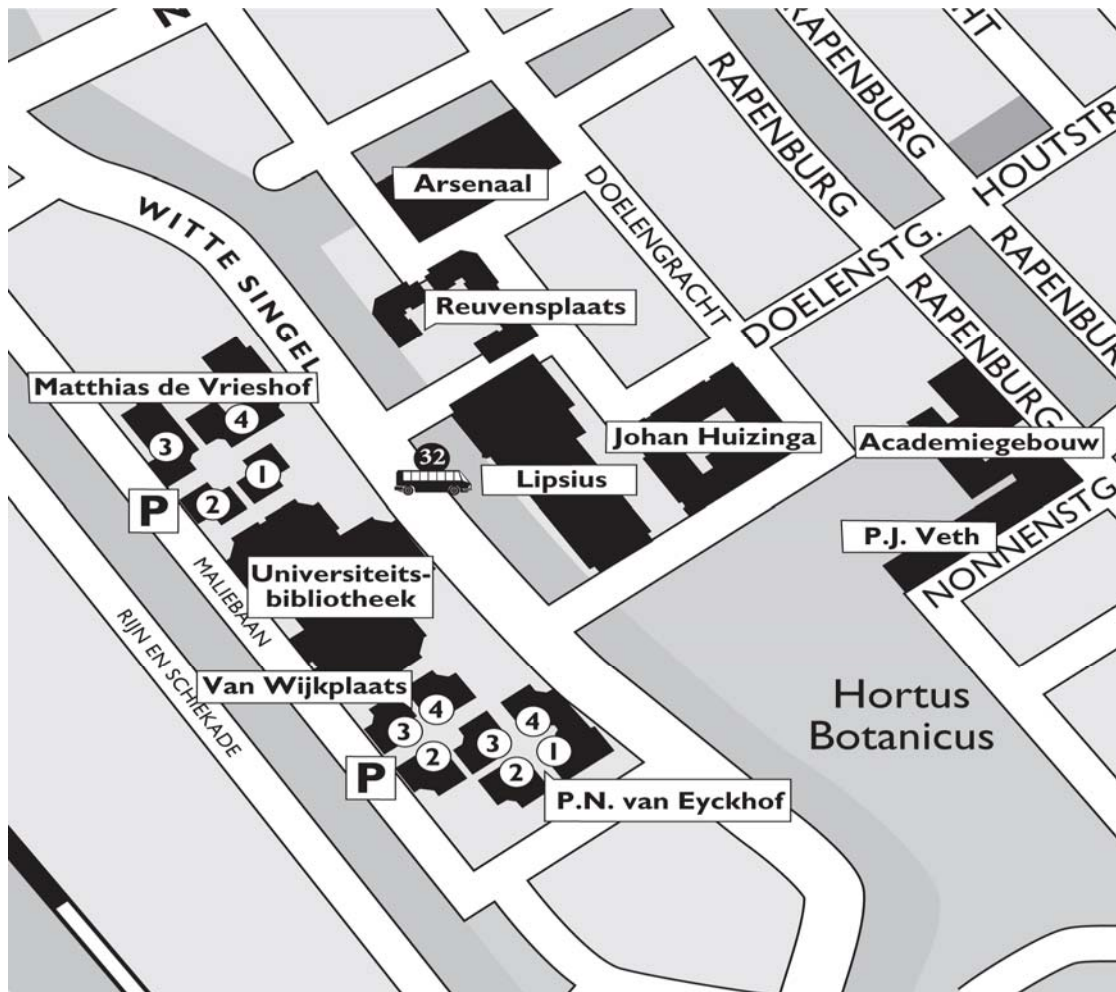 RAPENBURG
RAPENBURG
HOUTSTR
Arsenaal
DOELENGRACHT
DOELENSTG.
RAPENBURG
RAPENBURG
WITTE SINGEL
Reuvensplaats
Matthias de Vrieshof
4
3
1
2
P
32
Lipsius
Johan Huizinga
Academiegebouw
P.J. Veth
NONNENSTG
Universiteits-
bibliotheek
MALIEBAAN
RIJN EN SCHIEKADE
Van Wijkplaats
4
3
2
P
4
3
1
2
P.N. van Eyckhof
Hortus
Botanicus